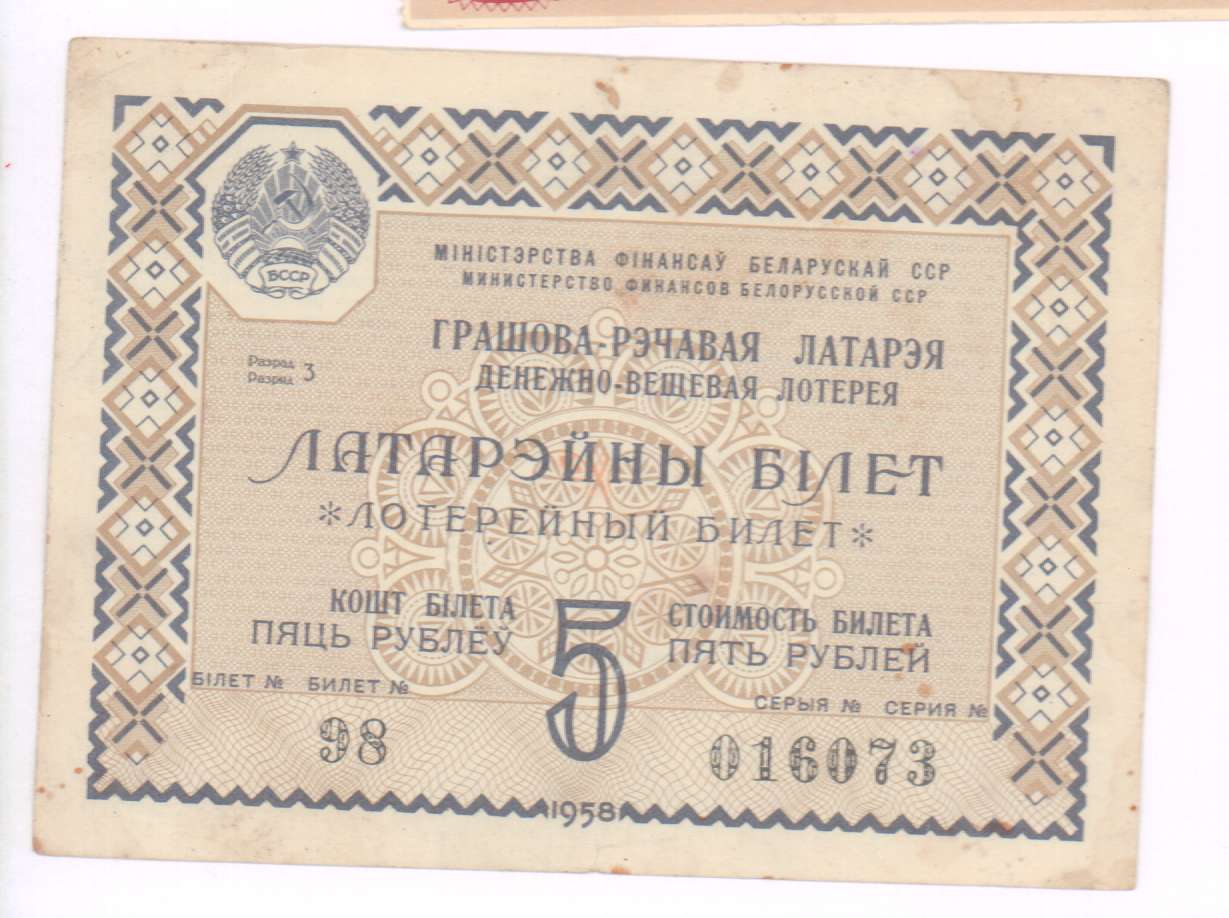 БССР
МІНІСТЭРСТВА ФІНАНСАЎ БЕЛАРУСКАЙ ССР
МИНИСТЕРСТВО ФИНАНСОВ БЕЛОРУССКОЙ ССР
ГРАШОВА-РЭЧАВАЯ ЛАТАРЭЯ
ДЕНЕЖНО-ВЕЩЕВАЯ ЛОТЕРЕЯ
Разрад 3
Разряд
ЛАТАРЭЙНЫ БІЛЕТ
*ЛОТЕРЕЙНЫЙ БИЛЕТ*
КОШТ БІЛЕТА
ПЯЦЬ РУБЛЁЎ
5
СТОИМОСТЬ БИЛЕТА
ПЯТЬ РУБЛЕЙ
БІЛЕТ № БИЛЕТ №
98
СЕРЫЯ № СЕРИЯ №
016073
1958